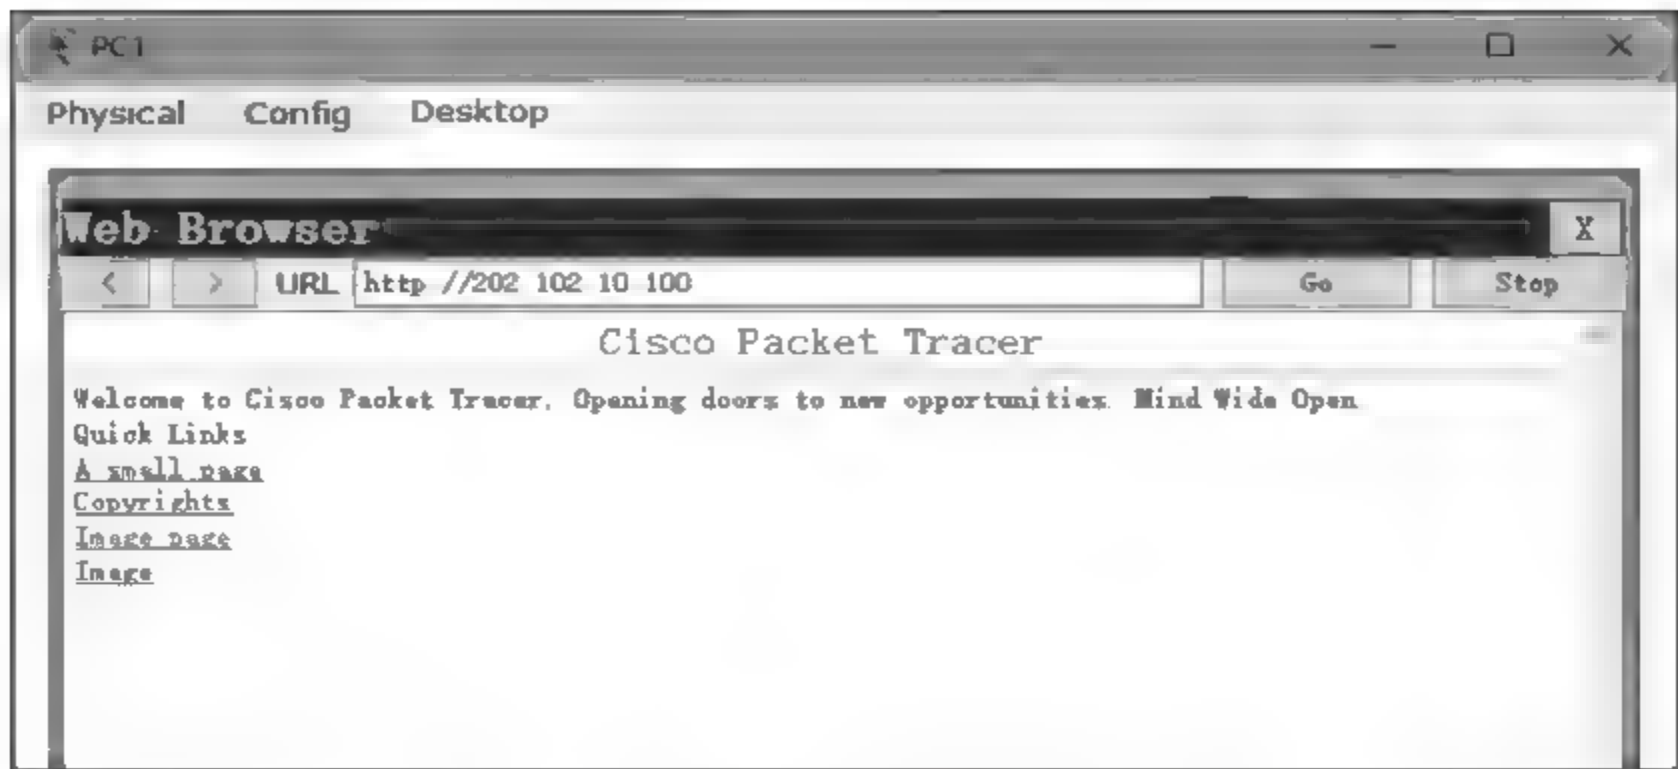 PC1
Physical Config Desktop
Web Browser X
< > URL http //202 102 10 100 Go Stop
Cisco Packet Tracer
Welcome to Cisco Packet Tracer. Opening doors to new opportunities. Mind Wide Open
Quick Links
A small page
Copyrights
Image page
Image